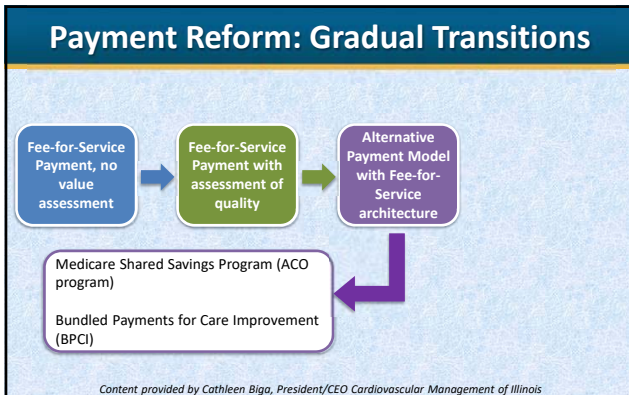 Payment Reform: Gradual Transitions
Fee-for-Service
Payment, no
value
assessment
Fee-for-Service
Payment with
assessment of
quality
Alternative
Payment Model
with Fee-for-
Service
architecture
Medicare Shared Savings Program (ACO
program)
Bundled Payments for Care Improvement
(BPCI)
Content provided by Cathleen Biga, President/CEO Cardiovascular Management of Illinois